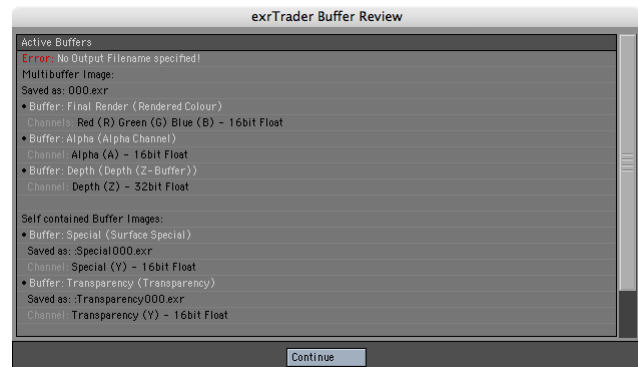 exrTrader Buffer Review
Active Buffers
Error: No Output Filename specified!
Multibuffer Image:
Saved as: 000.exr
• Buffer: Final Render (Rendered Colour)
Channels: Red (R) Green (G) Blue (B) - 16bit Float
• Buffer: Alpha (Alpha Channel)
Channel: Alpha (A) - 16bit Float
• Buffer: Depth (Depth (Z-Buffer))
Channel: Depth (Z) - 32bit Float
Self contained Buffer Images:
• Buffer: Special (Surface Special)
Saved as: :Special000.exr
Channel: Special (Y) - 16bit Float
• Buffer: Transparency (Transparency)
Saved as: :Transparency000.exr
Channel: Transparency (Y) - 16bit Float
Continue